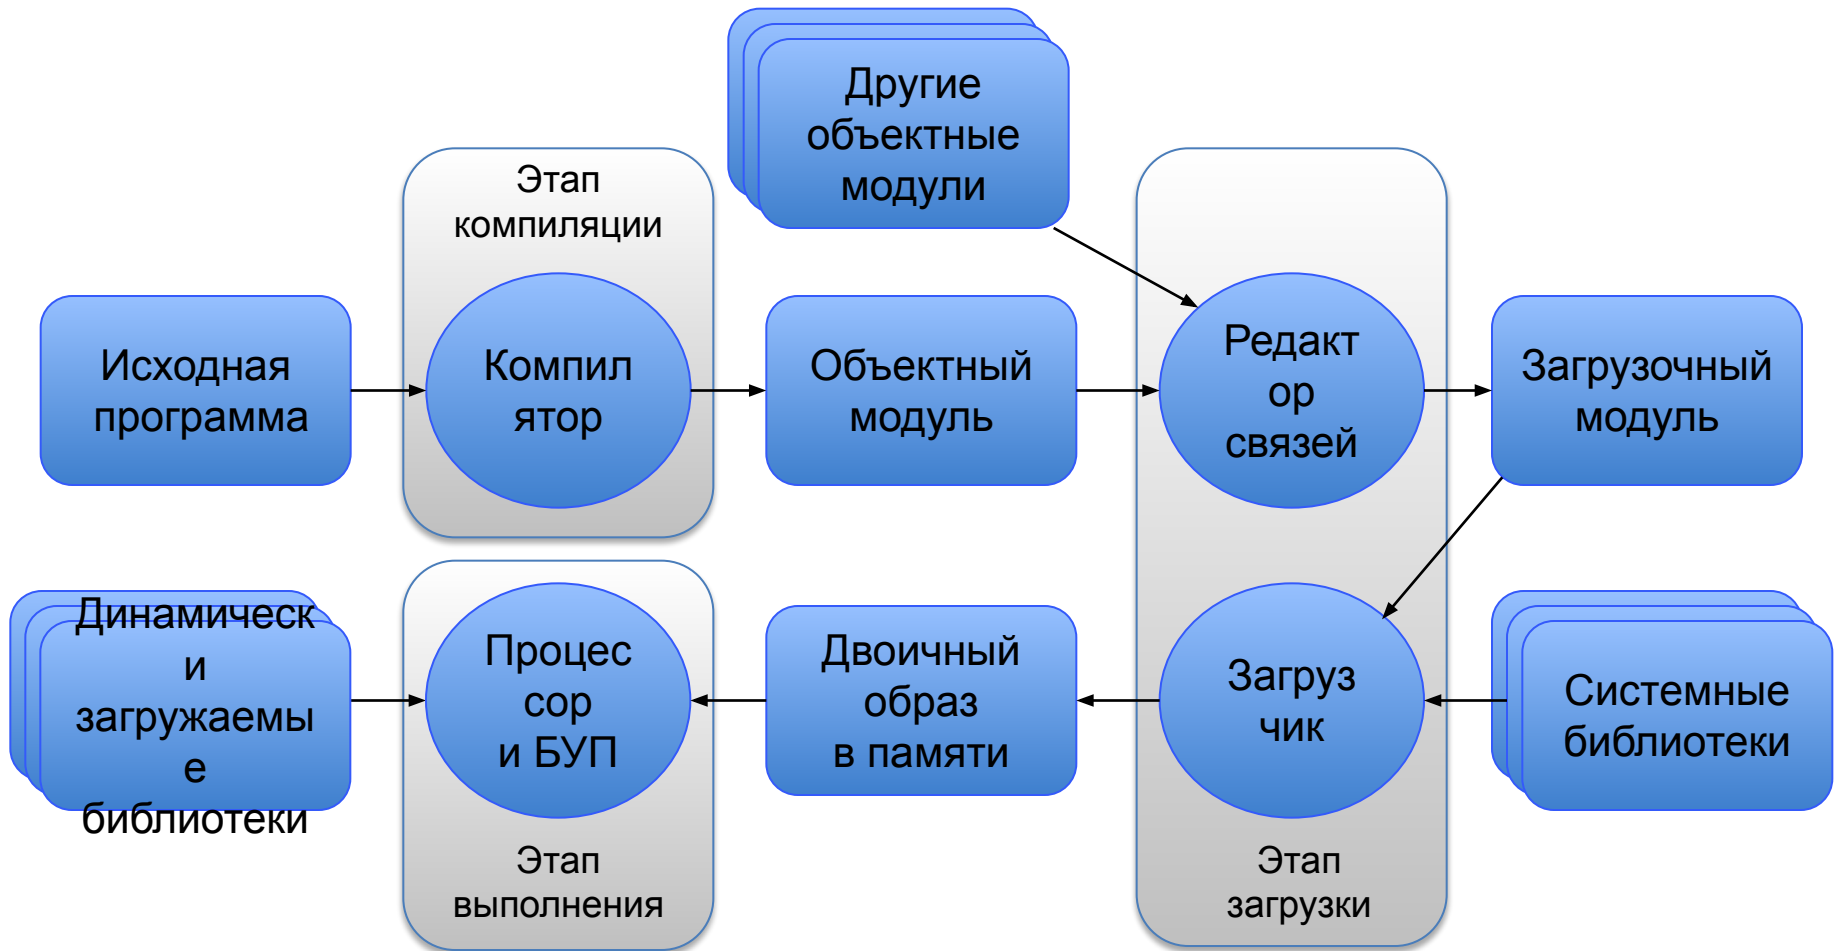 Другие
объектные
модули
Этап
компиляции
Исходная
программа
Компил
ятор
Объектный
модуль
Редакт
ор
связей
Загрузочный
модуль
Динамическ
и
загружаемы
е
библиотеки
Процес
сор
и БУП
Двоичный
образ
в памяти
Загруз
чик
Системные
библиотеки
Этап
выполнения
Этап
загрузки